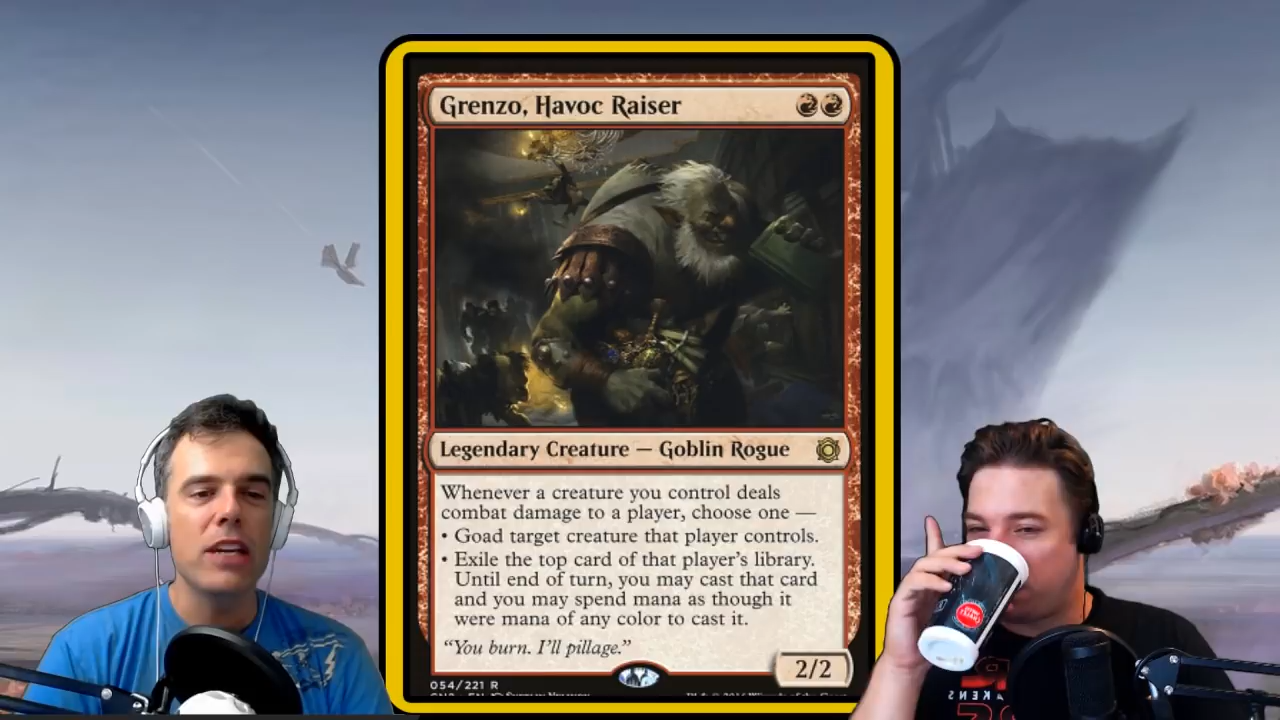 Grenzo, Havoc Raiser
Legendary Creature — Goblin Rogue
Whenever a creature you control deals
combat damage to a player, choose one —
• Goad target creature that player controls.
• Exile the top card of that player's library.
Until end of turn, you may cast that card
and you may spend mana as though it
were mana of any color to cast it.
"You burn. I'll pillage."
2/2
054/221 R